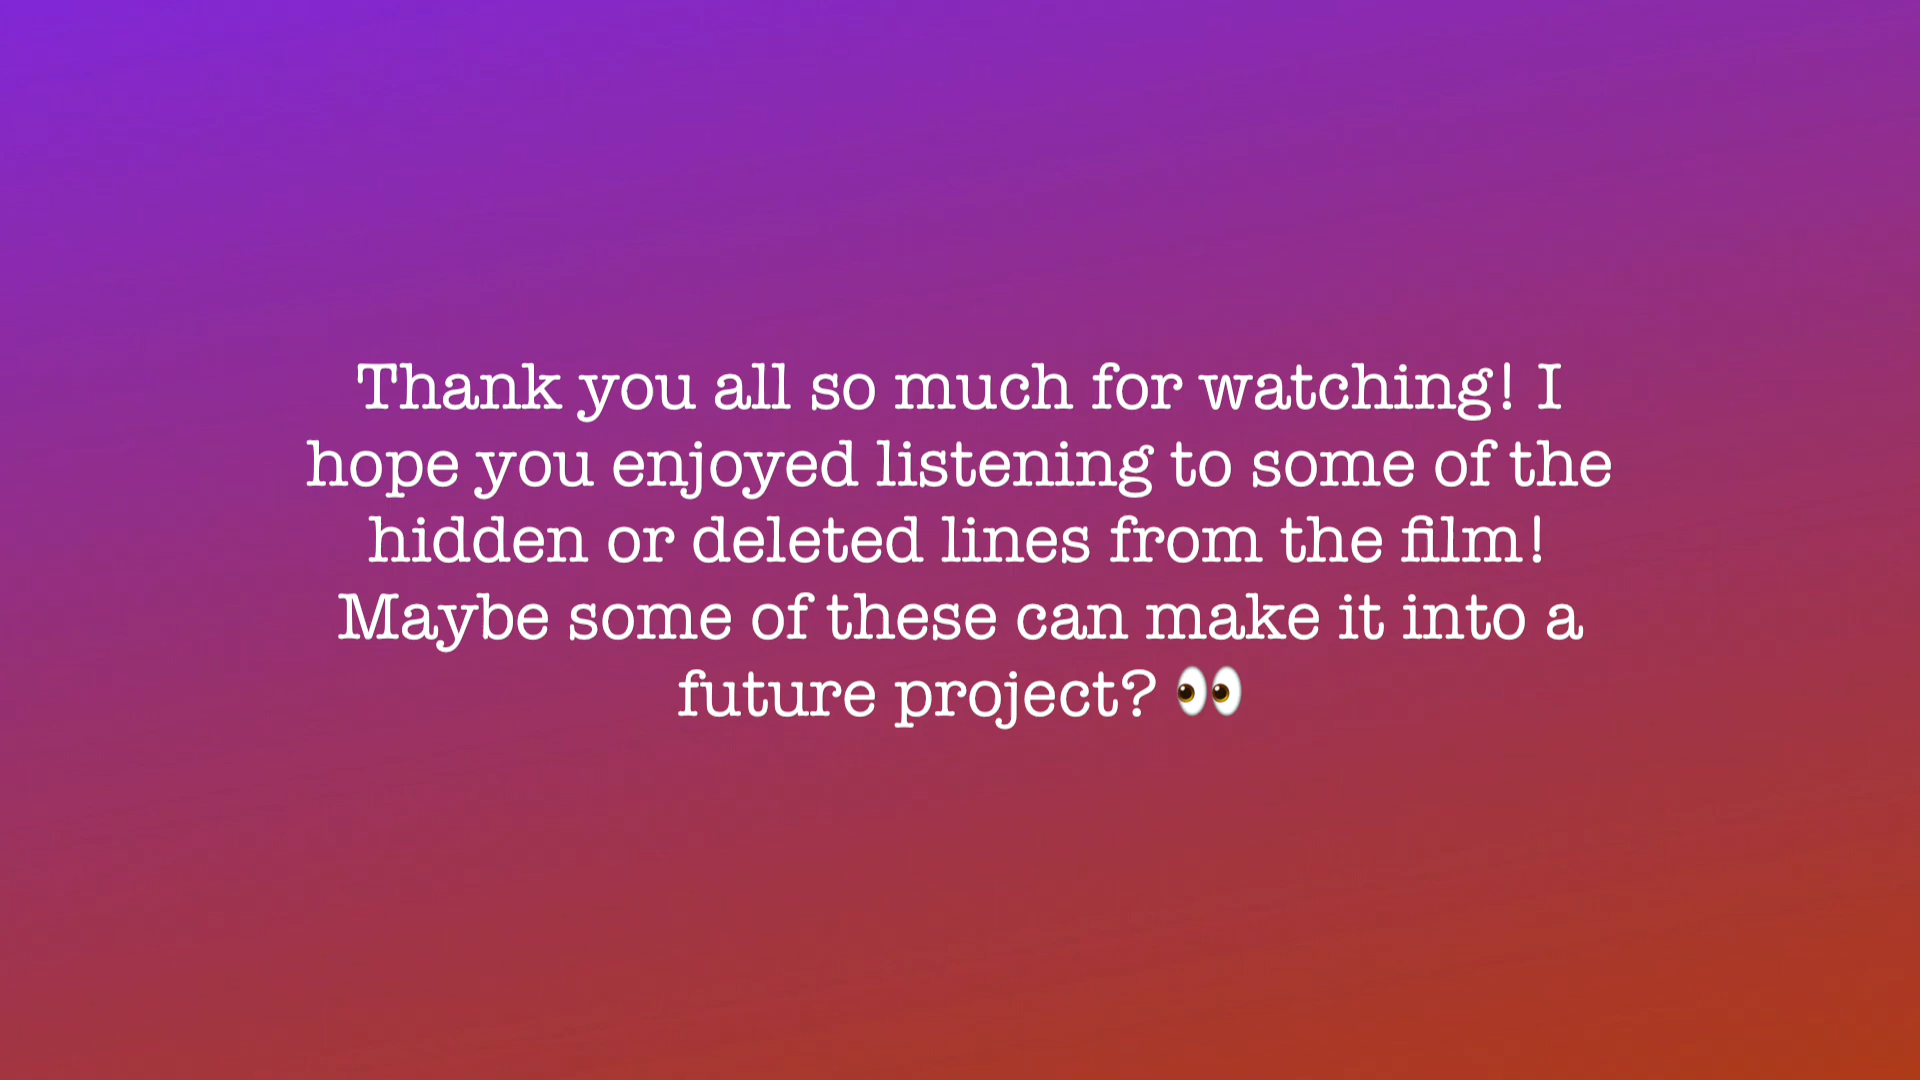 Thank you all so much for watching! I
hope you enjoyed listening to some of the
hidden or deleted lines from the film!
Maybe some of these can make it into a
future project? 👀